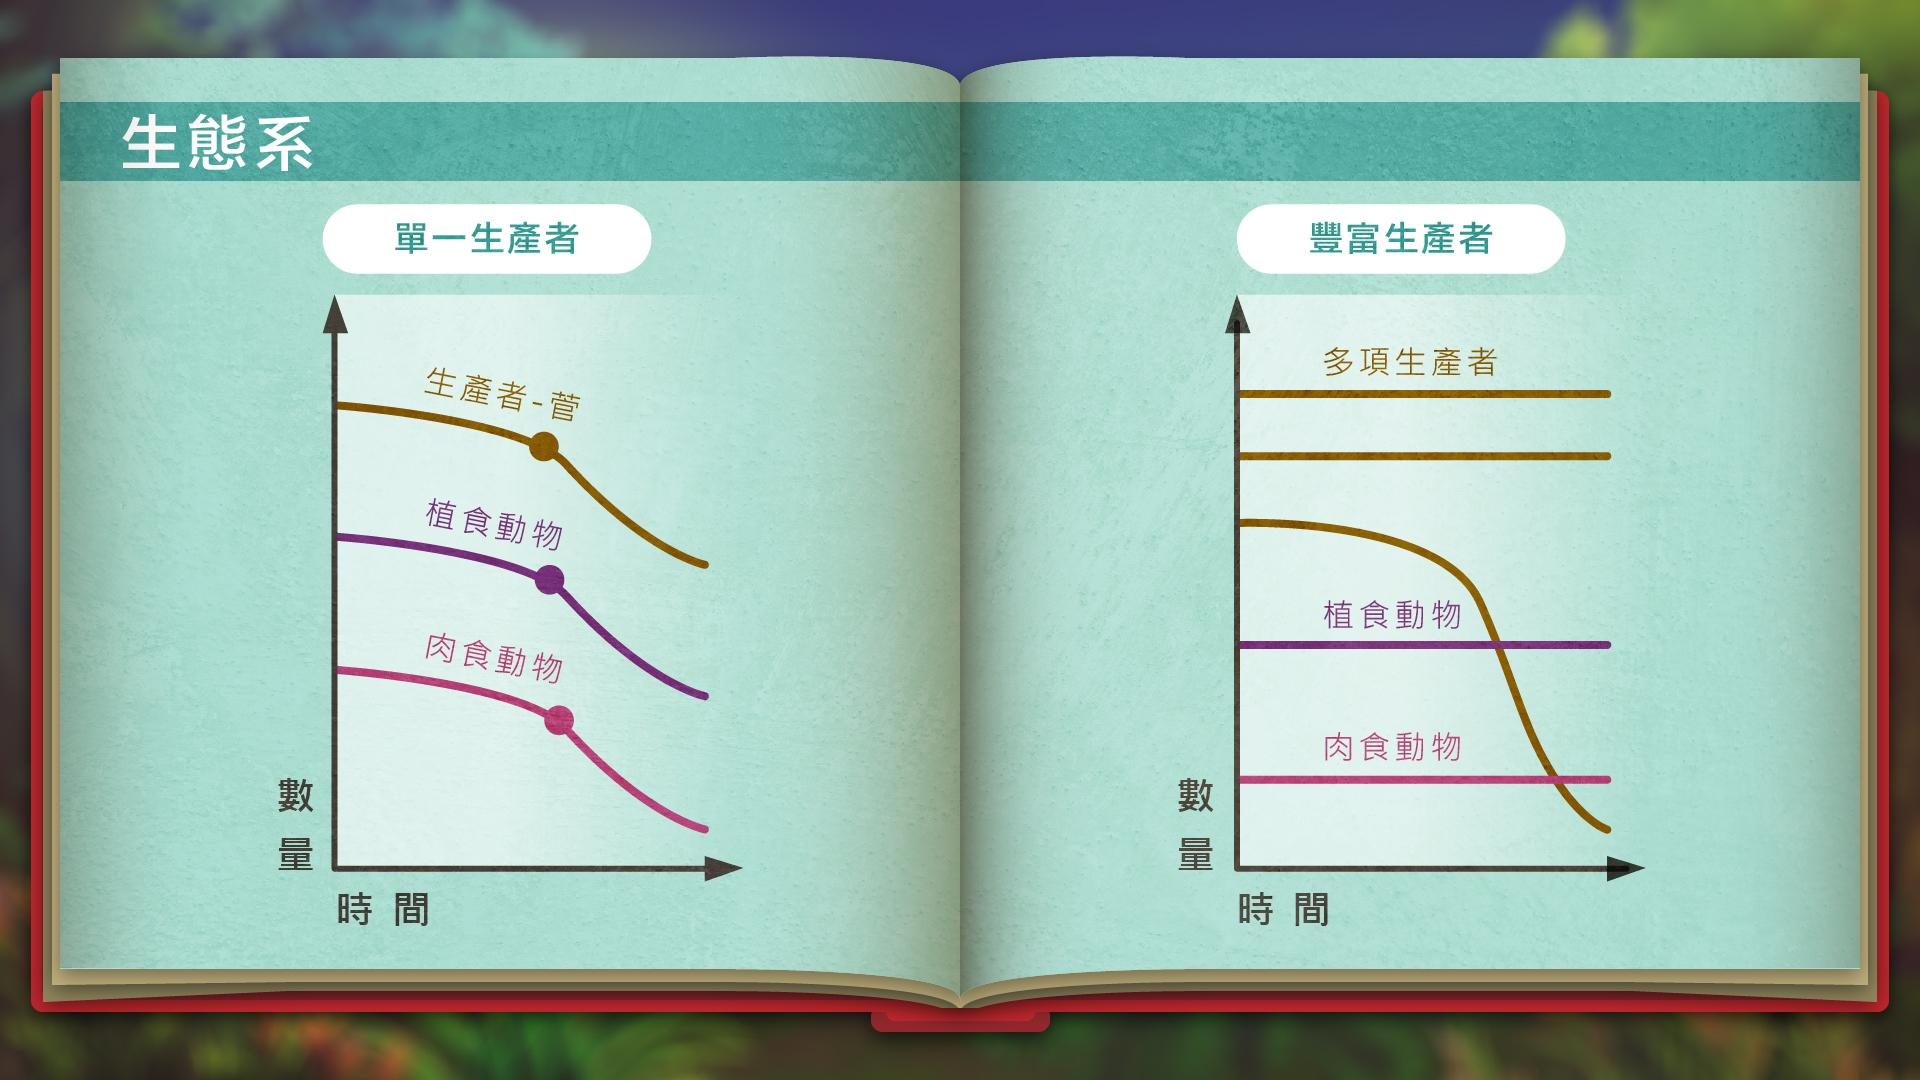 生態系
單一生產者
生產者-菅
植食動物
肉食動物
數量
時間
豐富生產者
多項生產者
植食動物
肉食動物
數量
時間